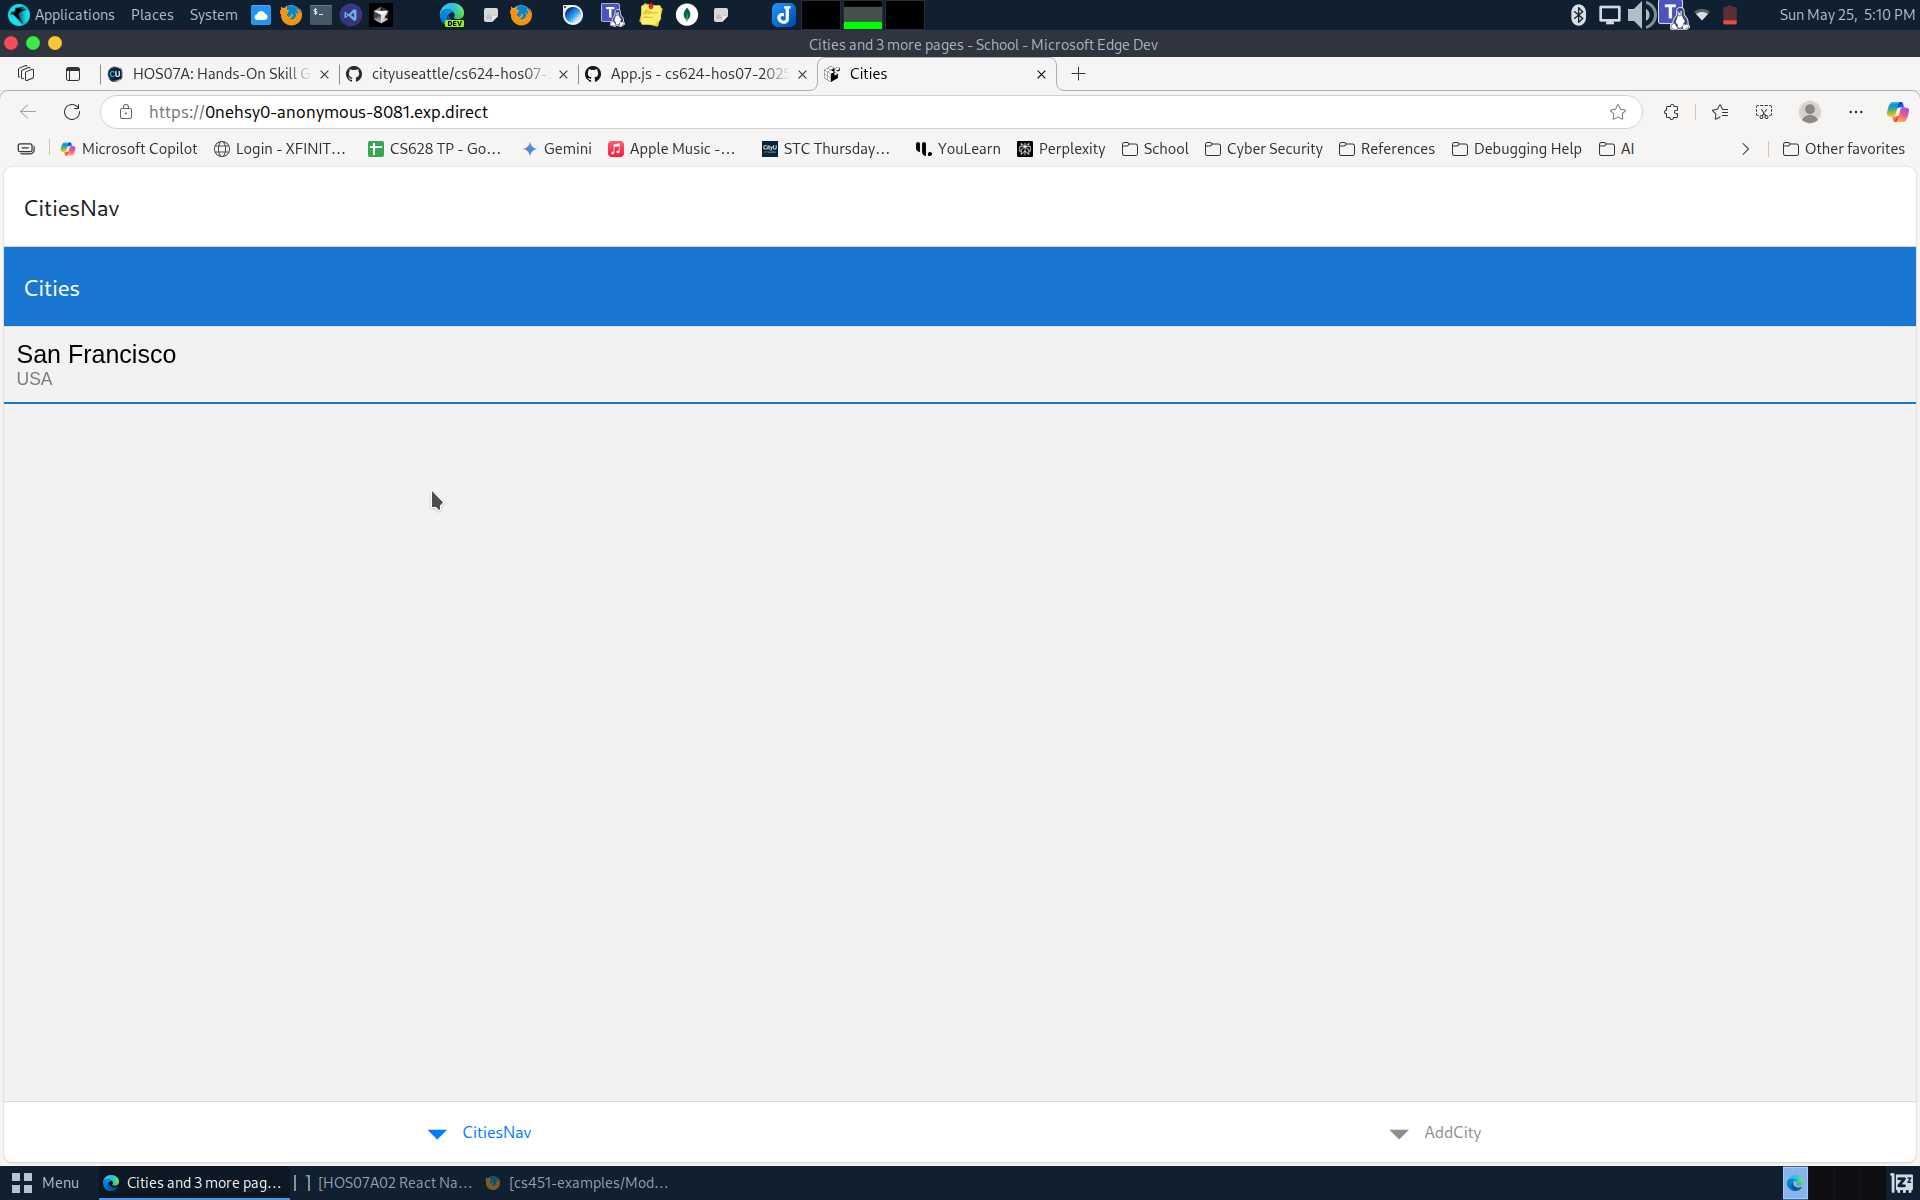 Applications Places System Sun May 25, 5:10 PM
Cities and 3 more pages - School - Microsoft Edge Dev
HOS07A: Hands-On Skill G cityuseattle/cs624-hos07- App.js - cs624-hos07-2025 Cities
https://0nehsy0-anonymous-8081.exp.direct
Microsoft Copilot Login - XFINIT... CS628 TP - Go... Gemini Apple Music -... STC Thursday... YouLearn Perplexity School Cyber Security References Debugging Help AI Other favorites
CitiesNav
Cities
San Francisco
USA
CitiesNav AddCity
Menu Cities and 3 more pag... [HOS07A02 React Na... [cs451-examples/Mod...